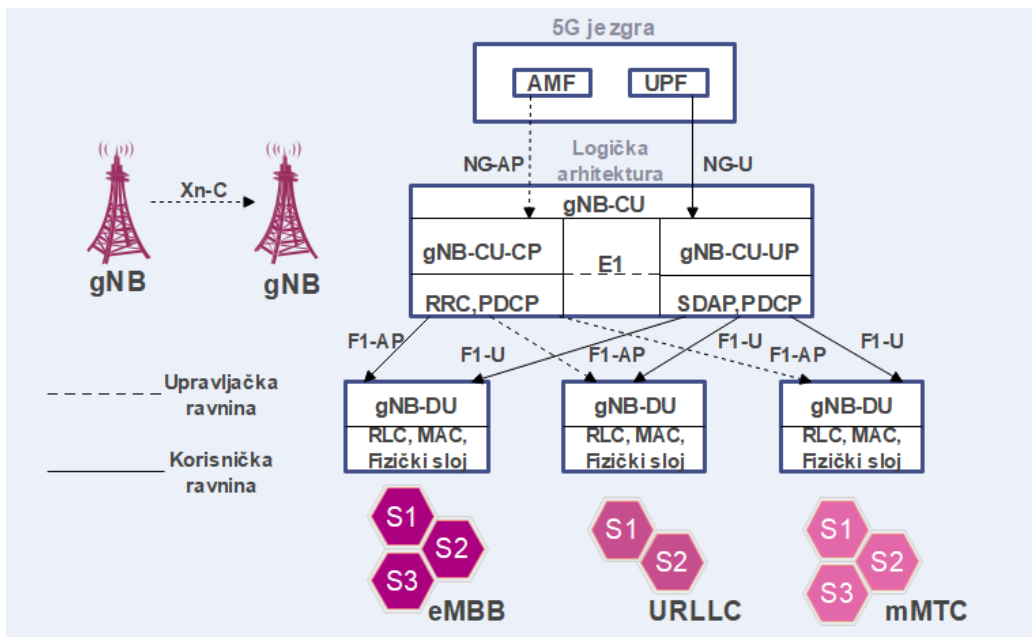 5G jezgra
AMF
UPF
NG-AP
Logička
arhitektura
NG-U
Xn-C
gNB
gNB
gNB-CU
gNB-CU-CP
E1
gNB-CU-UP
RRC, PDCP
SDAP,PDCP
F1-AP
F1-U
F1-AP
F1-U
F1-AP
F1-U
Upravljačka
ravnina
Korisnička
ravnina
gNB-DU
RLC, MAC,
Fizički sloj
gNB-DU
RLC, MAC,
Fizički sloj
gNB-DU
RLC, MAC,
Fizički sloj
S1
S2
S3
eMBB
S1
S2
URLLC
S1
S2
S3
mMTC